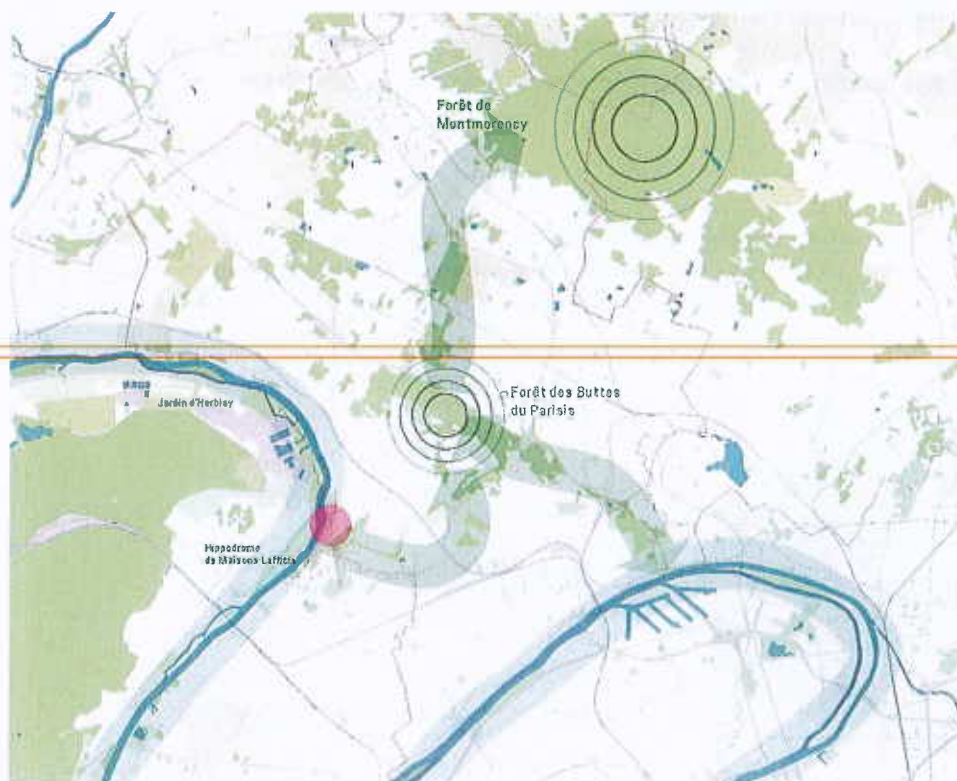 Forêt de
Montmorency
Forêt des Buttes
du Parisis
Jardin d'Herblay
Hippodrome
de Maisons-Laffitte